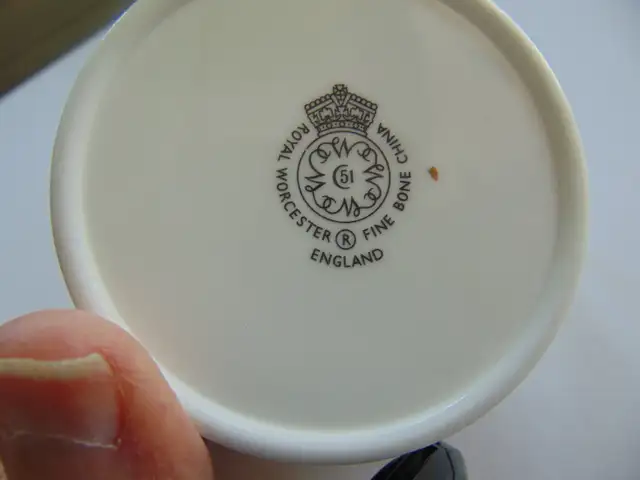 ROYAL WORCESTER ® FINE BONE CHINA
51
ENGLAND